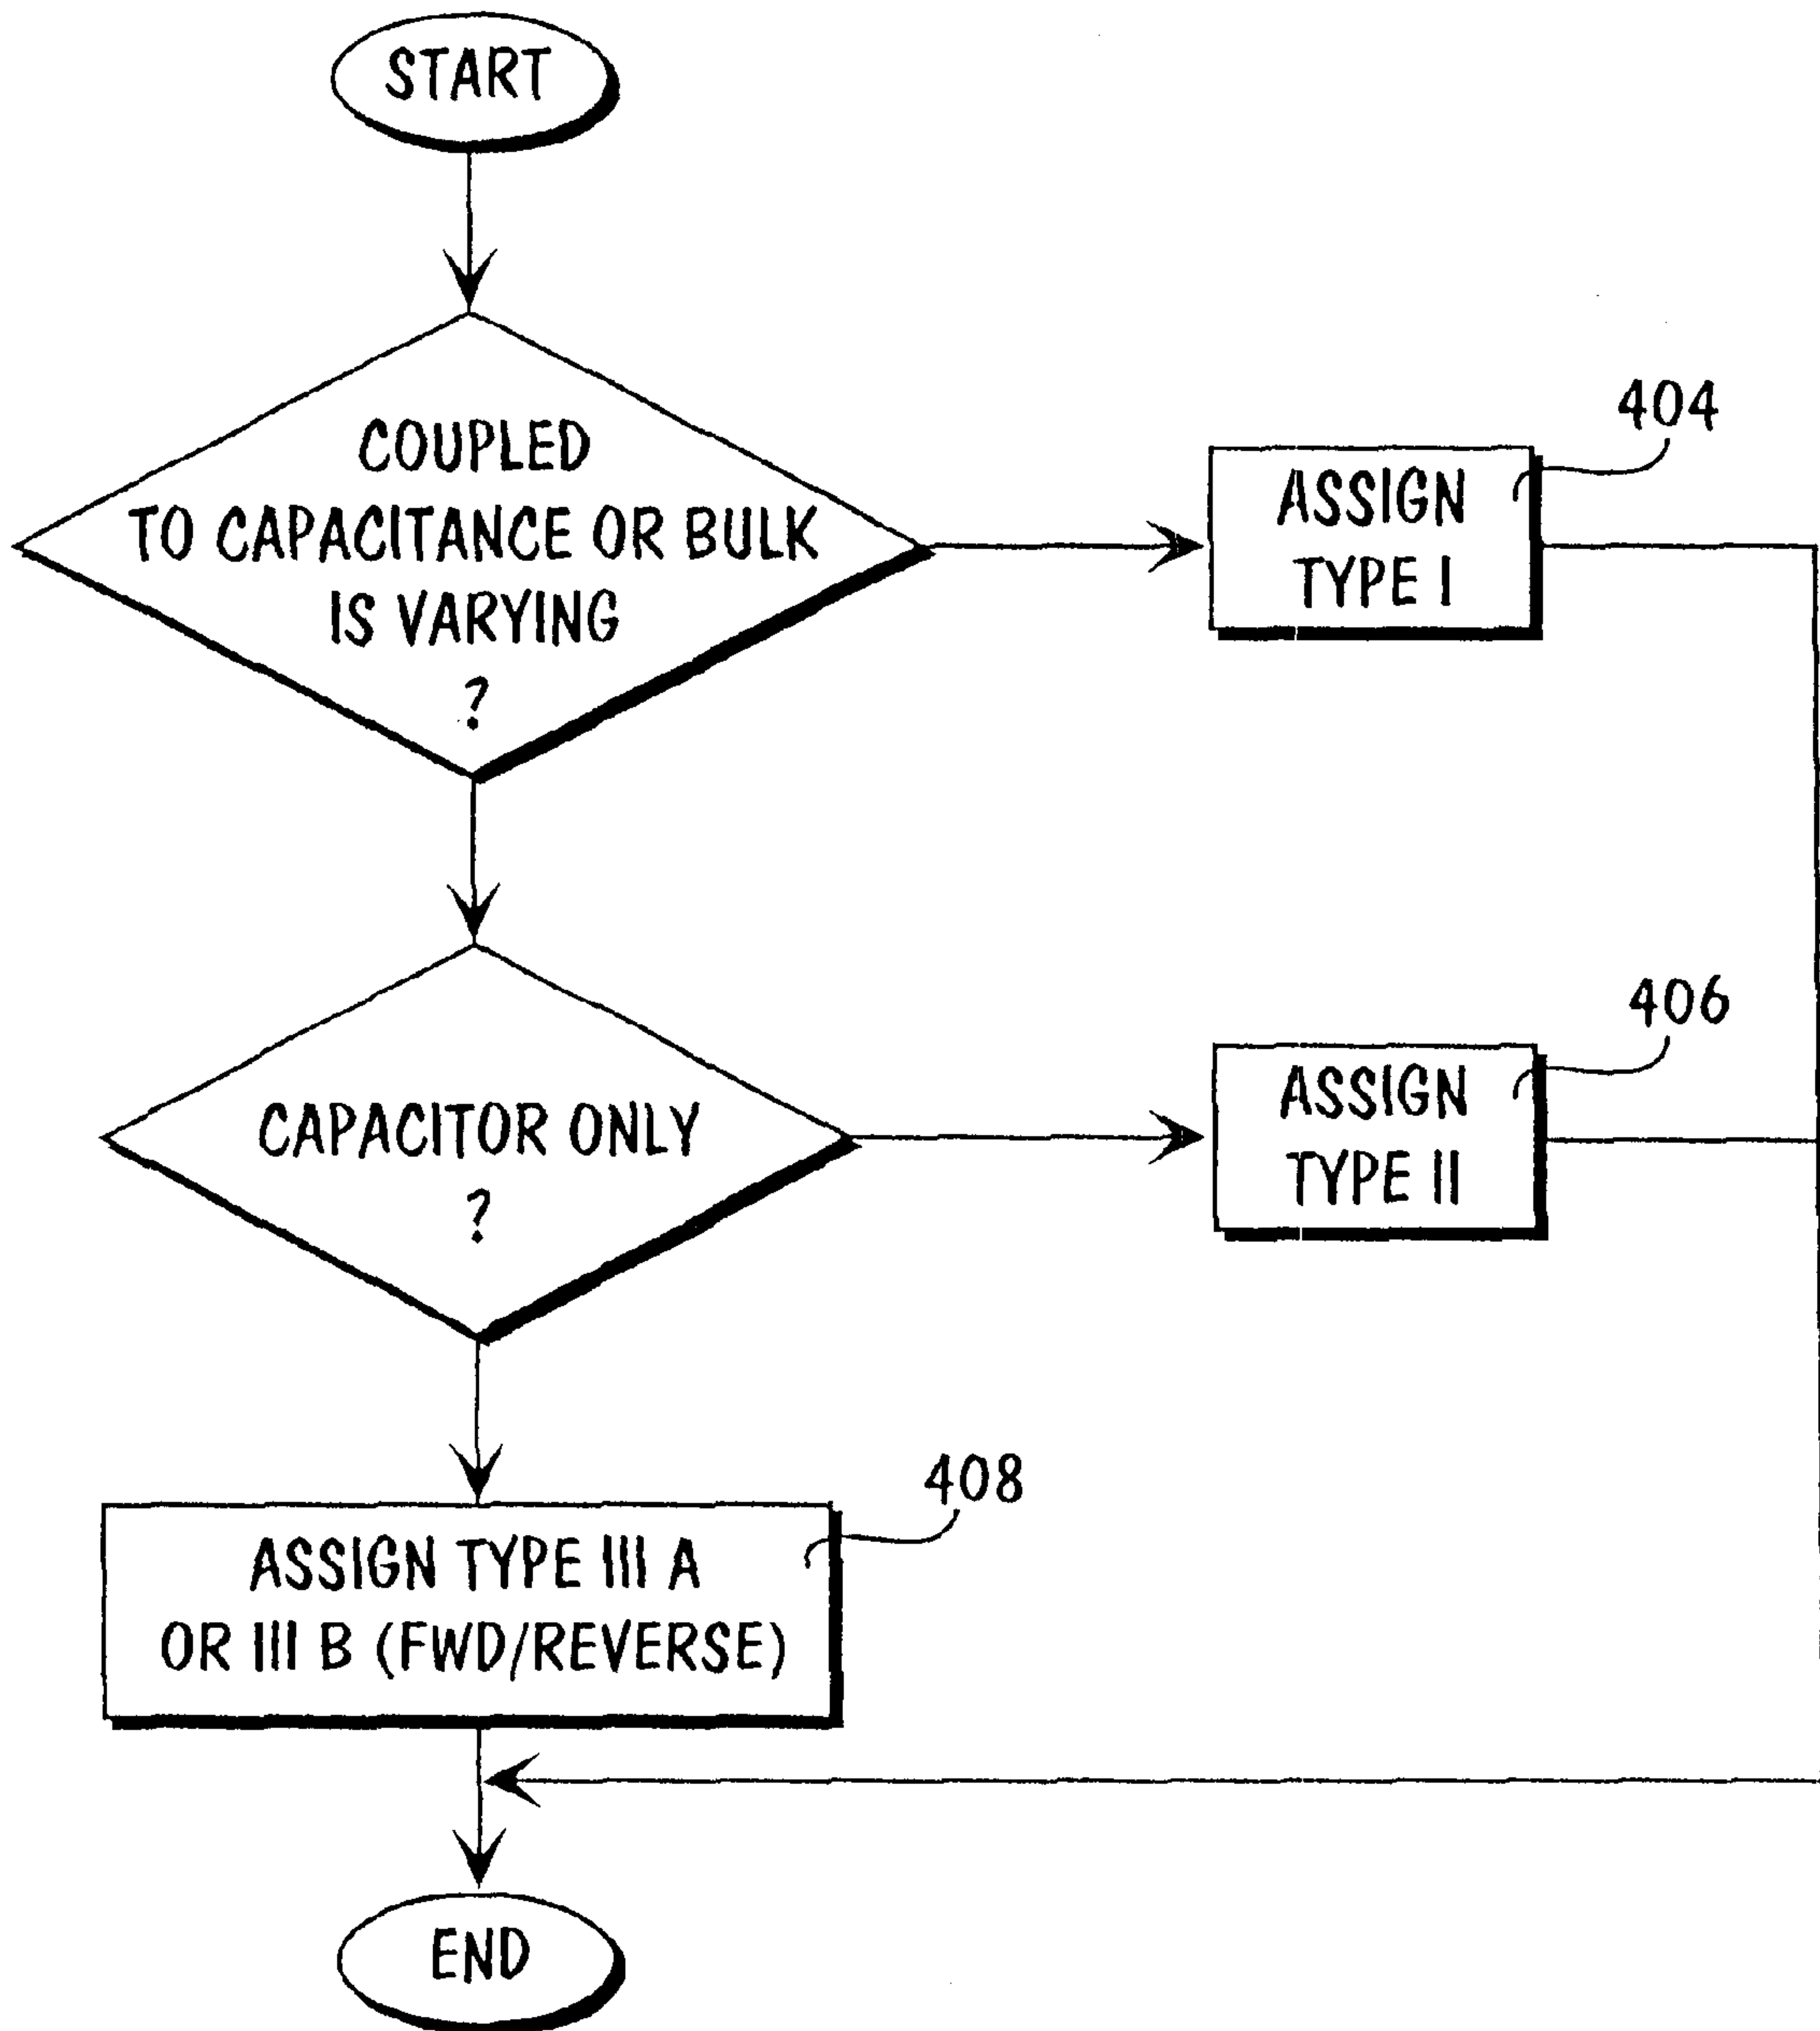 START
COUPLED
TO CAPACITANCE OR BULK
IS VARYING
?
404
ASSIGN
TYPE I
CAPACITOR ONLY
?
406
ASSIGN
TYPE II
408
ASSIGN TYPE III A
OR III B (FWD/REVERSE)
END